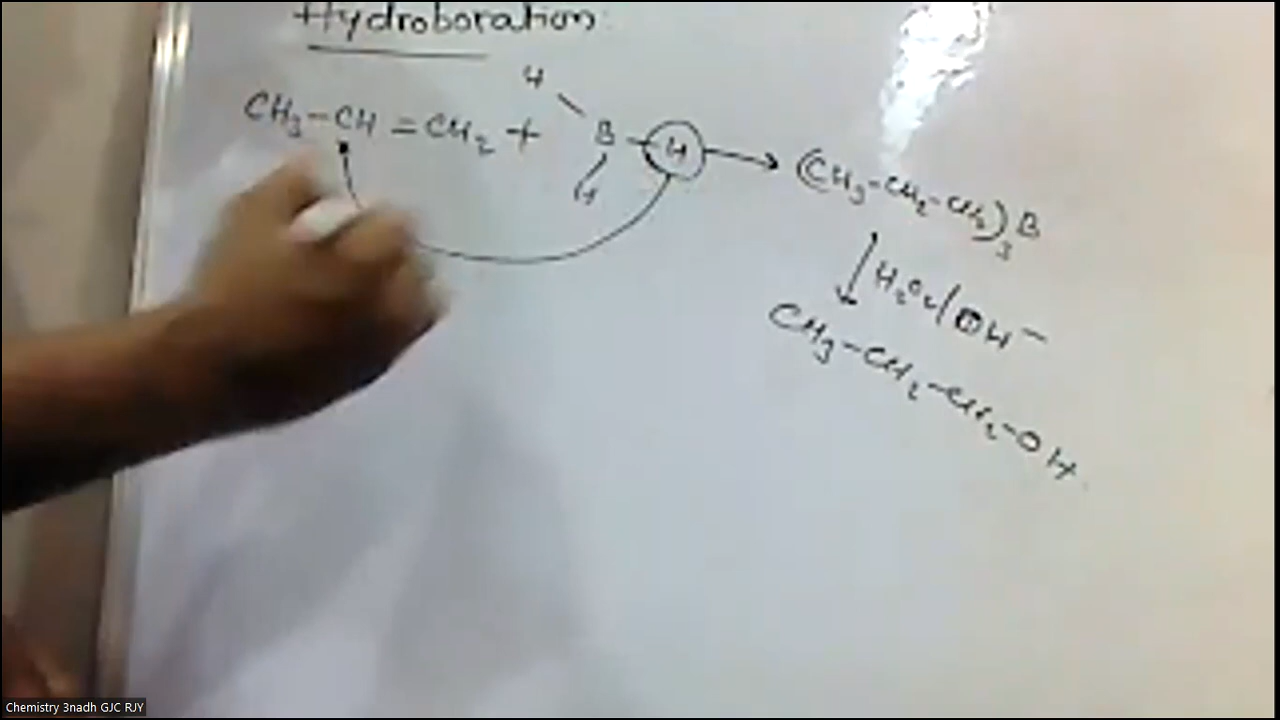 Hydroboration
H
CH₃-CH=CH₂ + B-H → (CH₃-CH₂-CH₂)₃B
H
↓ H₂O₂/OH⁻
CH₃-CH₂-CH₂-OH
Chemistry 3nadh GJC RJY